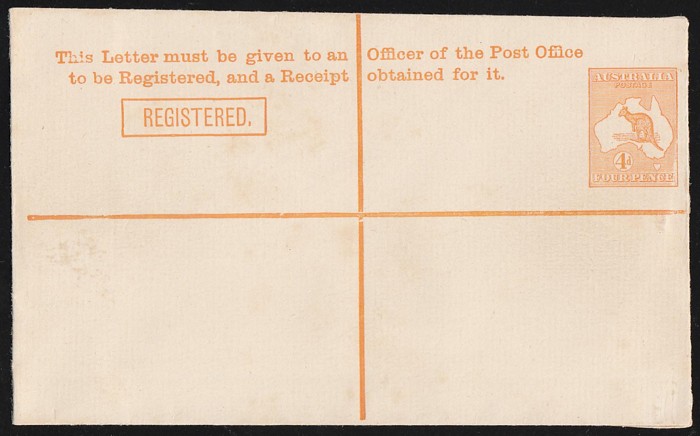 This Letter must be given to an Officer of the Post Office
to be Registered, and a Receipt obtained for it.
REGISTERED.
AUSTRALIA
POSTAGE
4d
FOURPENCE